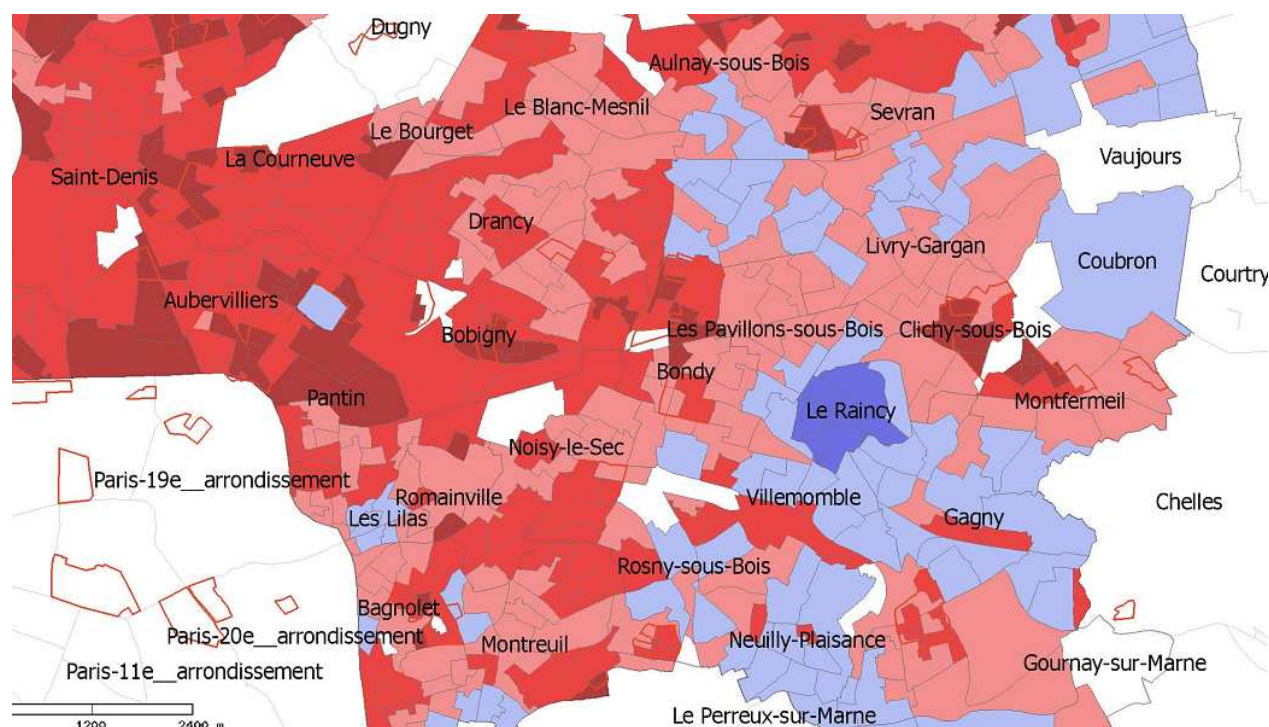 Dugny
Aulnay-sous-Bois
Le Blanc-Mesnil
Sevran
Le Bourget
La Courneuve
Vaujours
Saint-Denis
Drancy
Livry-Gargan
Coubron
Courtry
Aubervilliers
Bobigny
Les Pavillons-sous-Bois
Clichy-sous-Bois
Bondy
Pantin
Le Raincy
Montfermeil
Noisy-le-Sec
Paris-19e__arrondissement
Romainville
Villemomble
Chelles
Les Lilas
Gagny
Rosny-sous-Bois
Bagnolet
Paris-20e__arrondissement
Montreuil
Neuilly-Plaisance
Paris-11e__arrondissement
Gournay-sur-Marne
Le Perreux-sur-Marne
1200 2400 m